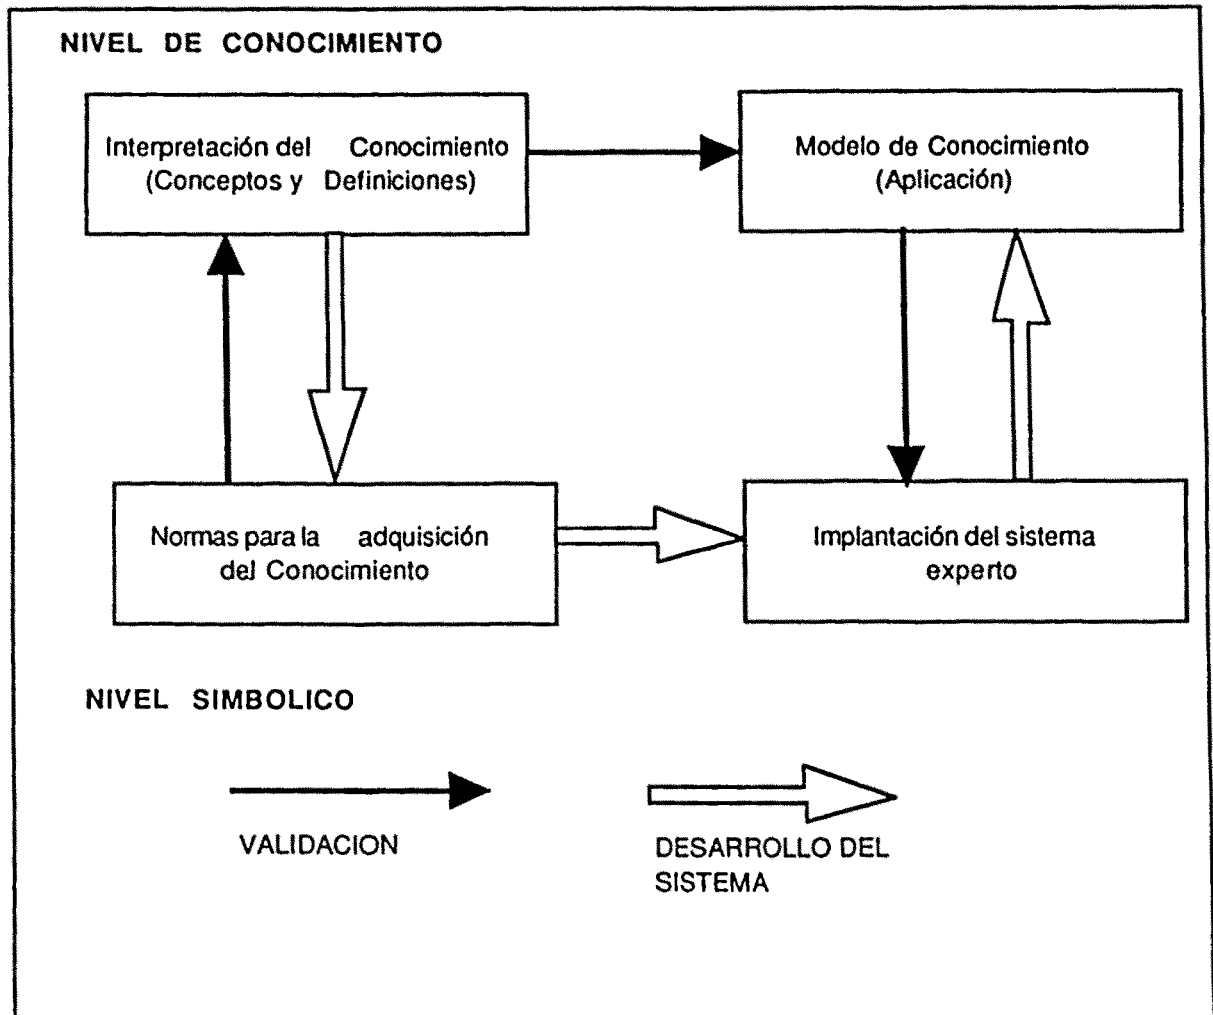 NIVEL DE CONOCIMIENTO
Interpretación del Conocimiento
(Conceptos y Definiciones)
Modelo de Conocimiento
(Aplicación)
Normas para la adquisición
del Conocimiento
Implantación del sistema
experto
NIVEL SIMBOLICO
VALIDACION
DESARROLLO DEL
SISTEMA